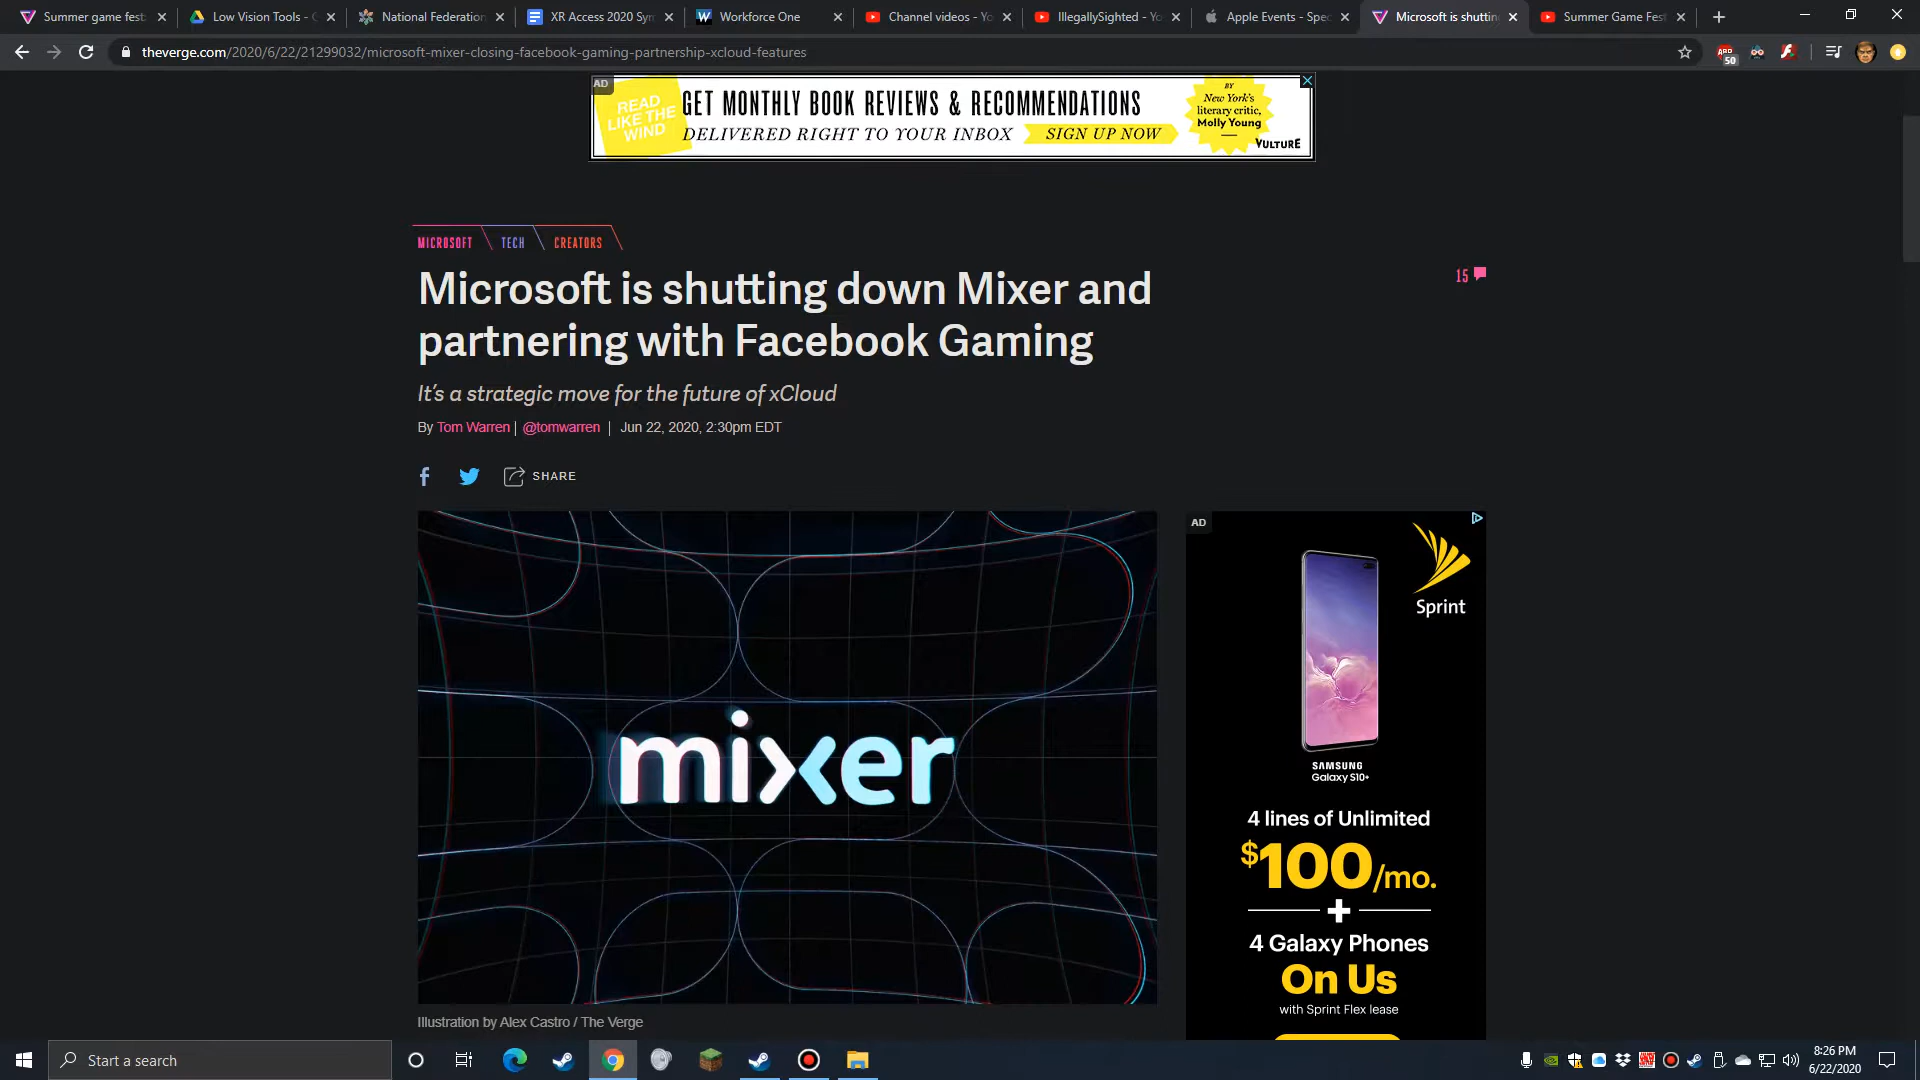 Summer game fest
Low Vision Tools - G
National Federation
XR Access 2020 Sym
Workforce One
Channel videos - Yo
IllegallySighted - Yo
Apple Events - Spec
Microsoft is shuttin
Summer Game Fest
theverge.com/2020/6/22/21299032/microsoft-mixer-closing-facebook-gaming-partnership-xcloud-features
ABD
50
AD
READ
LIKE THE
WIND
GET MONTHLY BOOK REVIEWS & RECOMMENDATIONS
DELIVERED RIGHT TO YOUR INBOX
SIGN UP NOW
BY
New York's
literary critic,
Molly Young
VULTURE
MICROSOFT
TECH
CREATORS
Microsoft is shutting down Mixer and
partnering with Facebook Gaming
15
It's a strategic move for the future of xCloud
By Tom Warren | @tomwarren | Jun 22, 2020, 2:30pm EDT
SHARE
mixer
Illustration by Alex Castro / The Verge
AD
Sprint
SAMSUNG
Galaxy S10+
4 lines of Unlimited
$100/mo.
+
4 Galaxy Phones
On Us
with Sprint Flex lease
Start a search
8:26 PM
6/22/2020